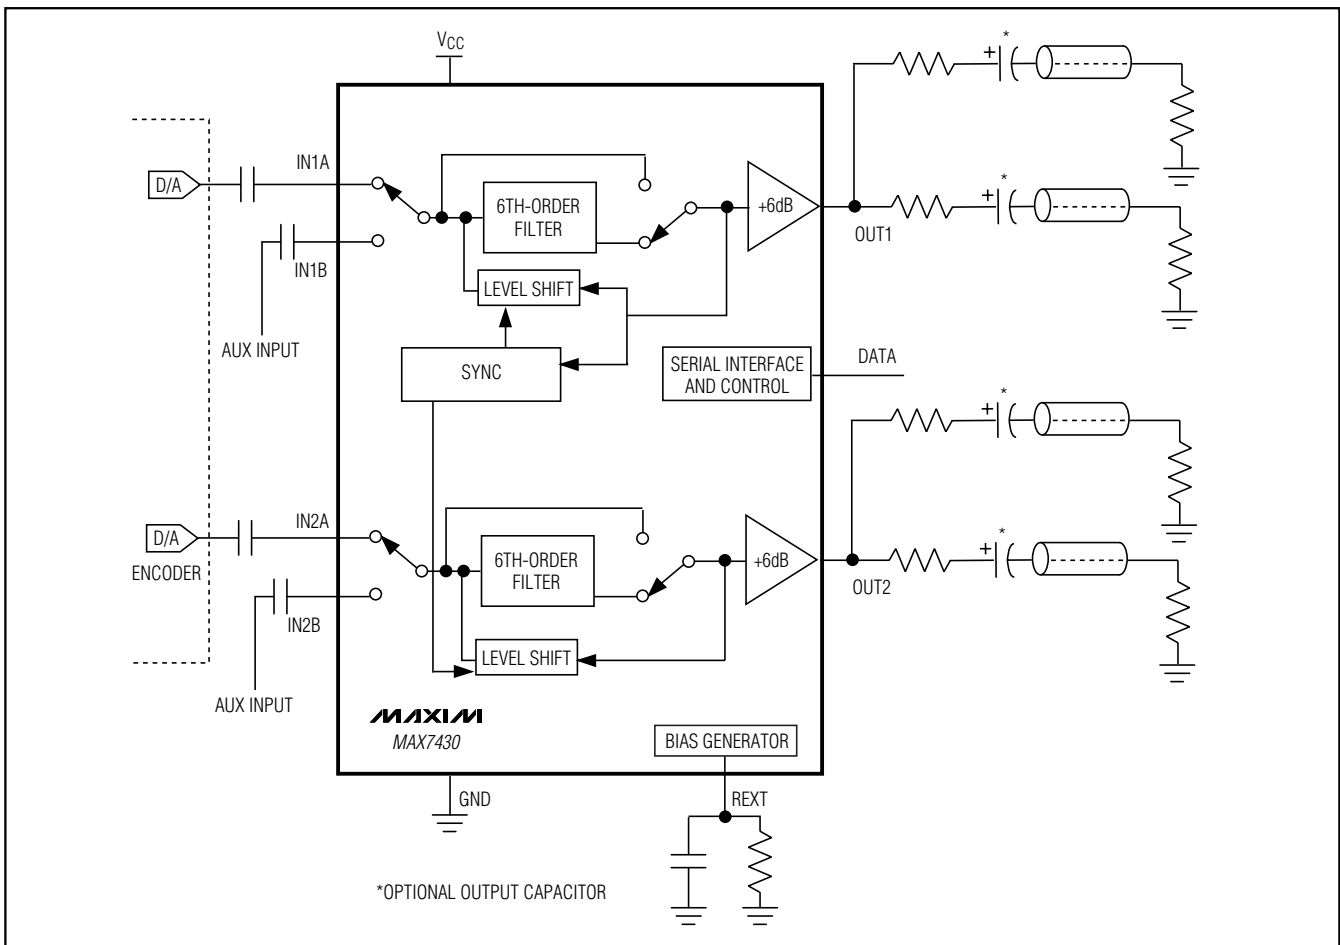 VCC
*
+
D/A
IN1A
6TH-ORDER
FILTER
+6dB
*
+
OUT1
IN1B
LEVEL SHIFT
AUX INPUT
SYNC
SERIAL INTERFACE
AND CONTROL
DATA
*
+
D/A
ENCODER
IN2A
6TH-ORDER
FILTER
+6dB
*
+
OUT2
IN2B
LEVEL SHIFT
AUX INPUT
MAXIM
MAX7430
BIAS GENERATOR
GND
REXT
*OPTIONAL OUTPUT CAPACITOR